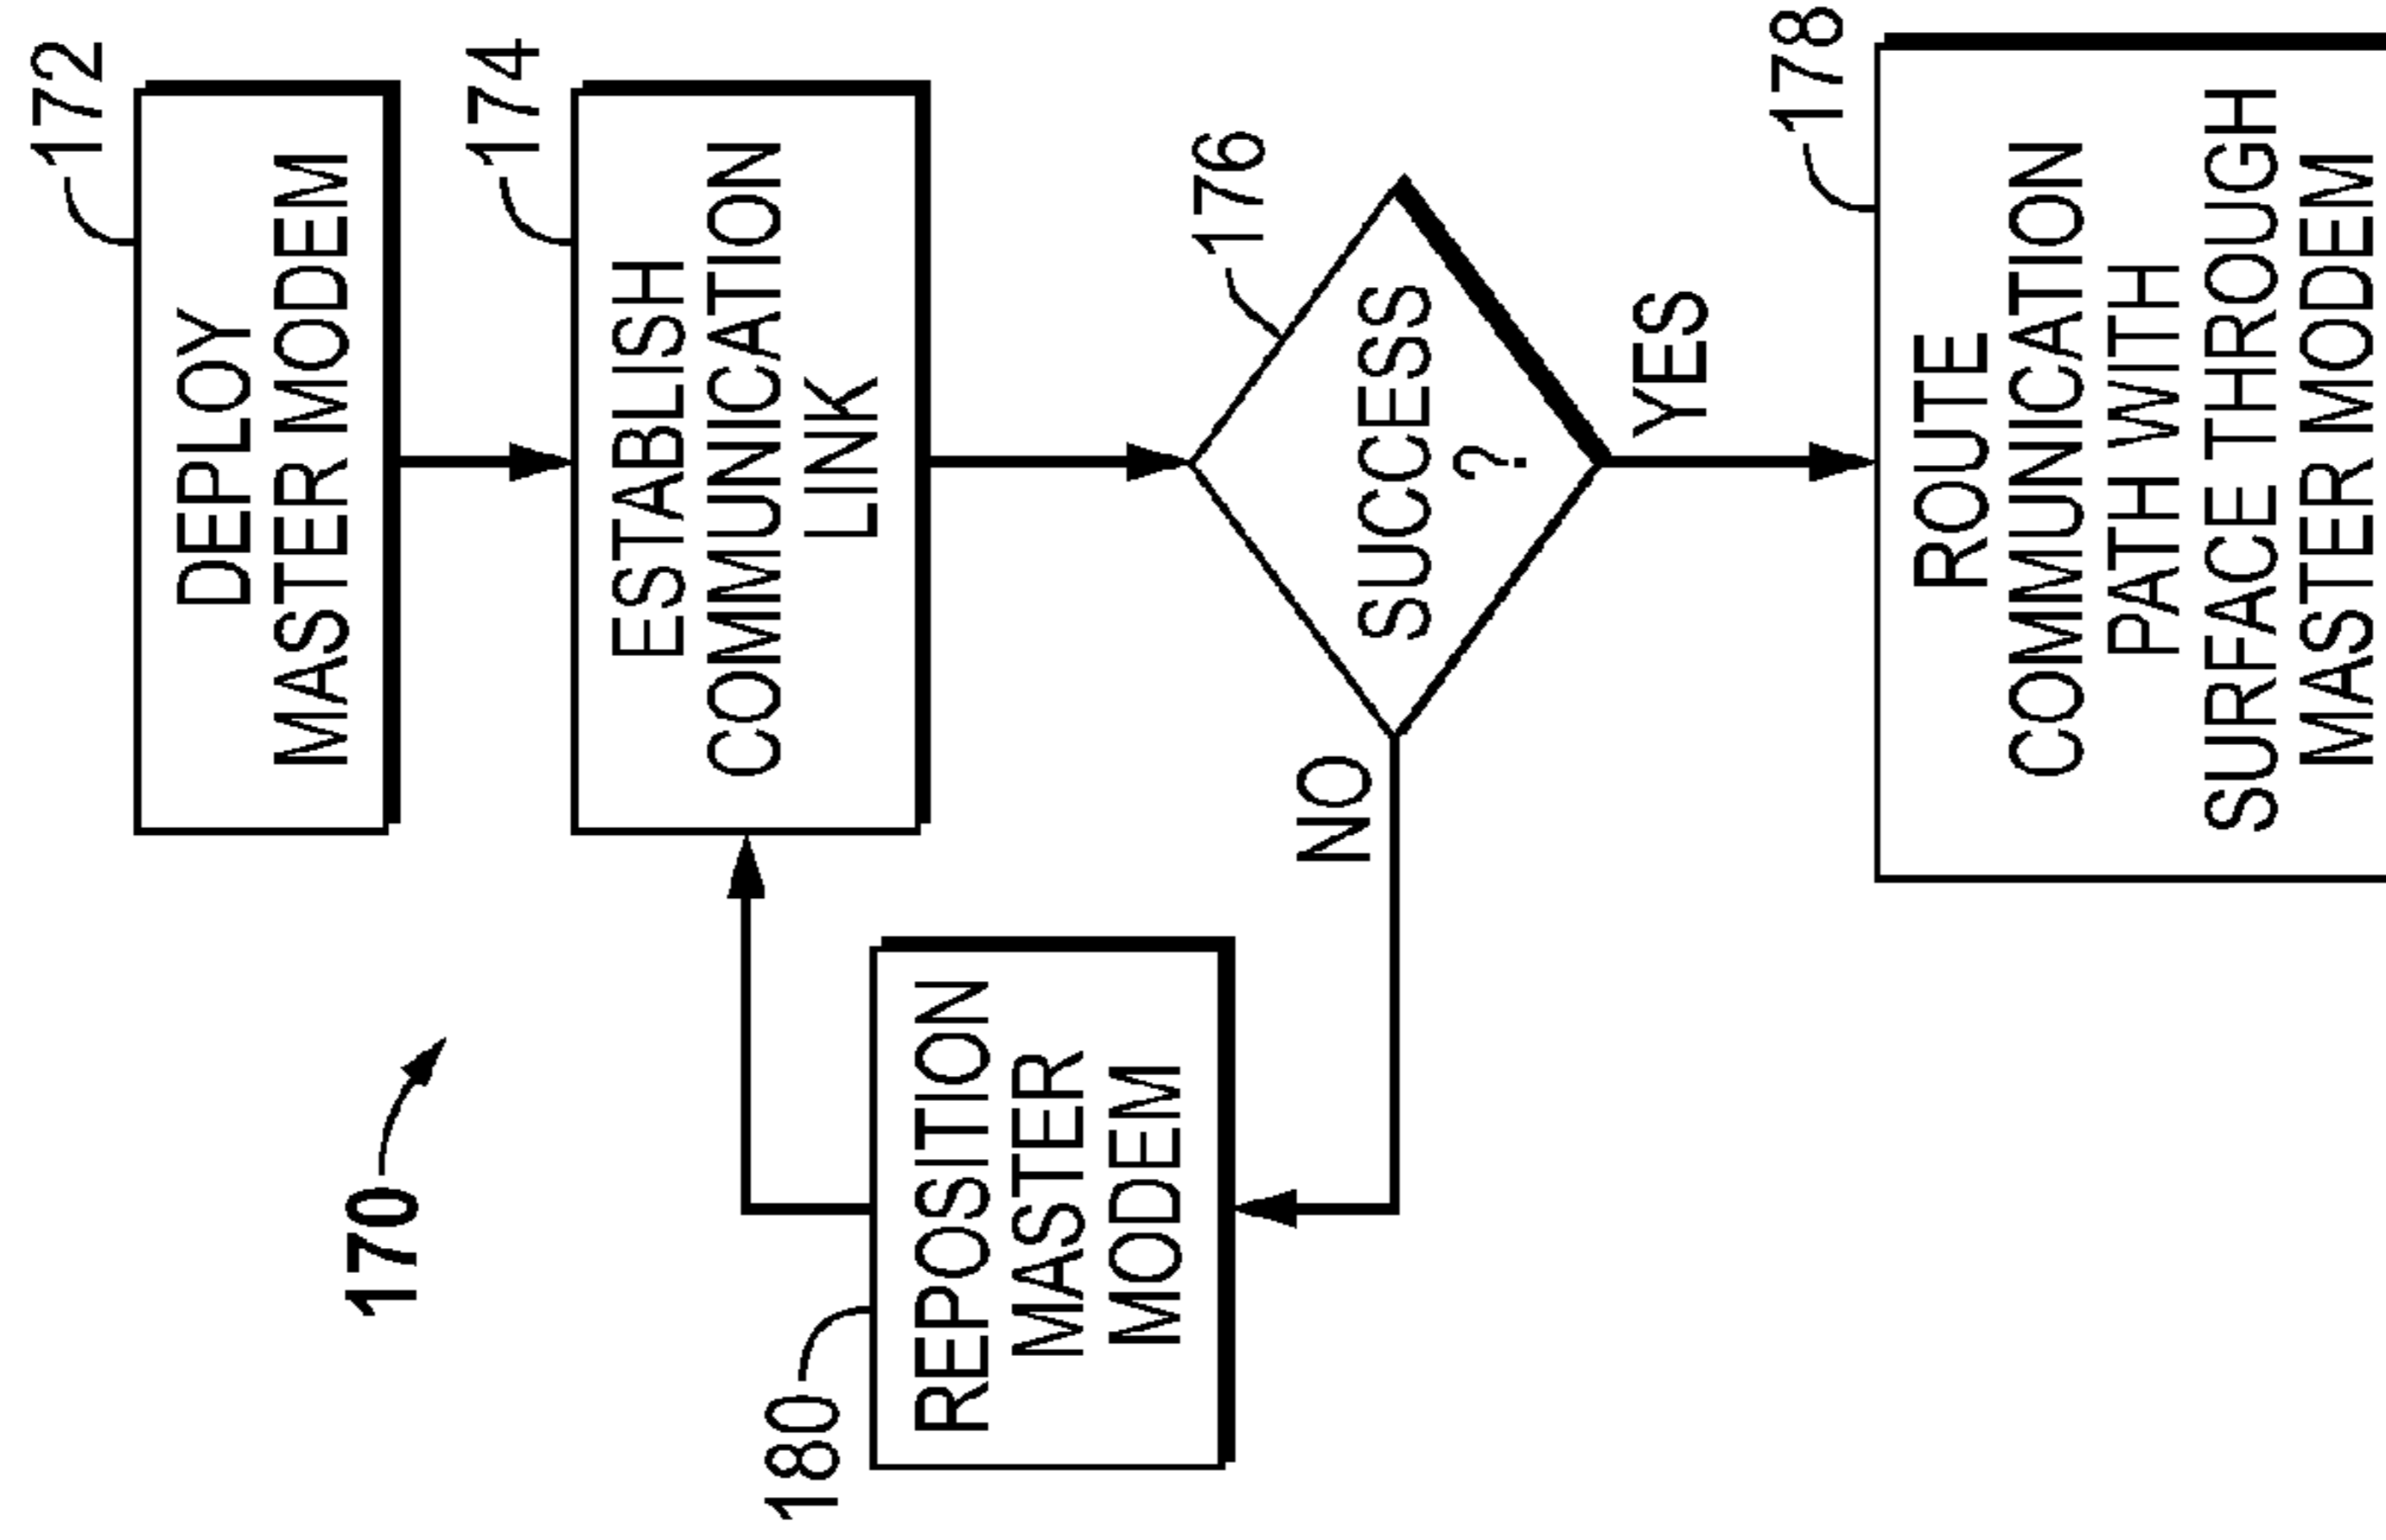 172
DEPLOY
MASTER MODEM
170
174
ESTABLISH
COMMUNICATION
LINK
180
REPOSITION
MASTER
MODEM
176
SUCCESS
?
NO
YES
178
ROUTE
COMMUNICATION
PATH WITH
SURFACE THROUGH
MASTER MODEM